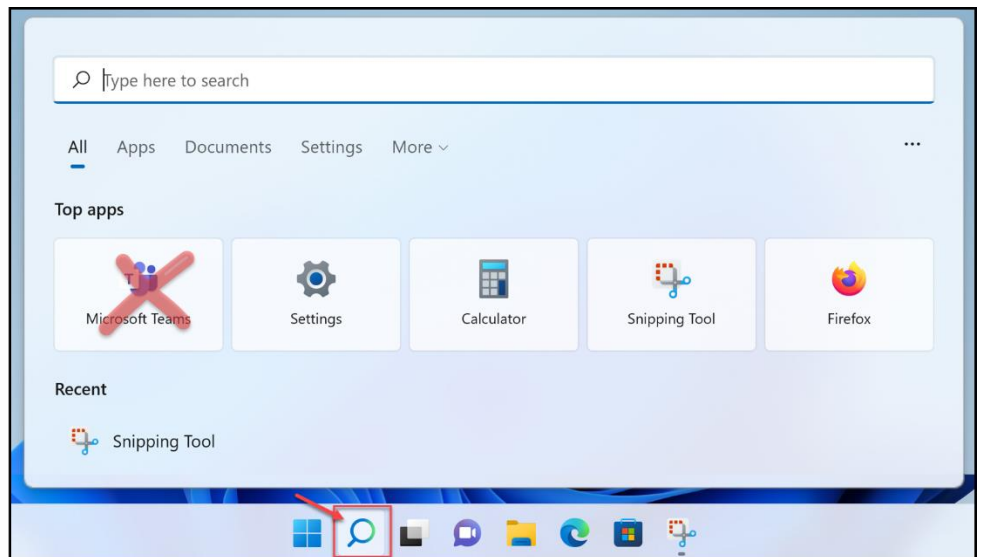 Type here to search
All Apps Documents Settings More
Top apps
Microsoft Teams Settings Calculator Snipping Tool Firefox
Recent
Snipping Tool